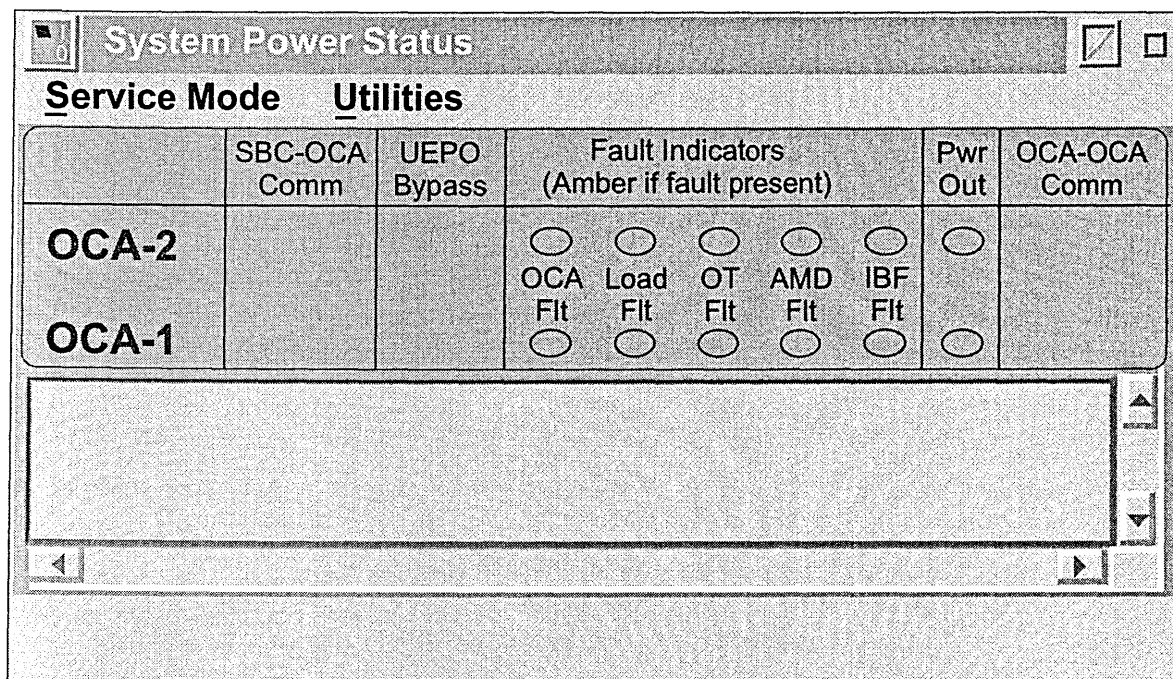 System Power Status
Service Mode Utilities
SBC-OCA Comm UEPO Bypass Fault Indicators (Amber if fault present) Pwr Out OCA-OCA Comm
OCA-2
OCA Flt Load Flt OT Flt AMD Flt IBF Flt
OCA-1